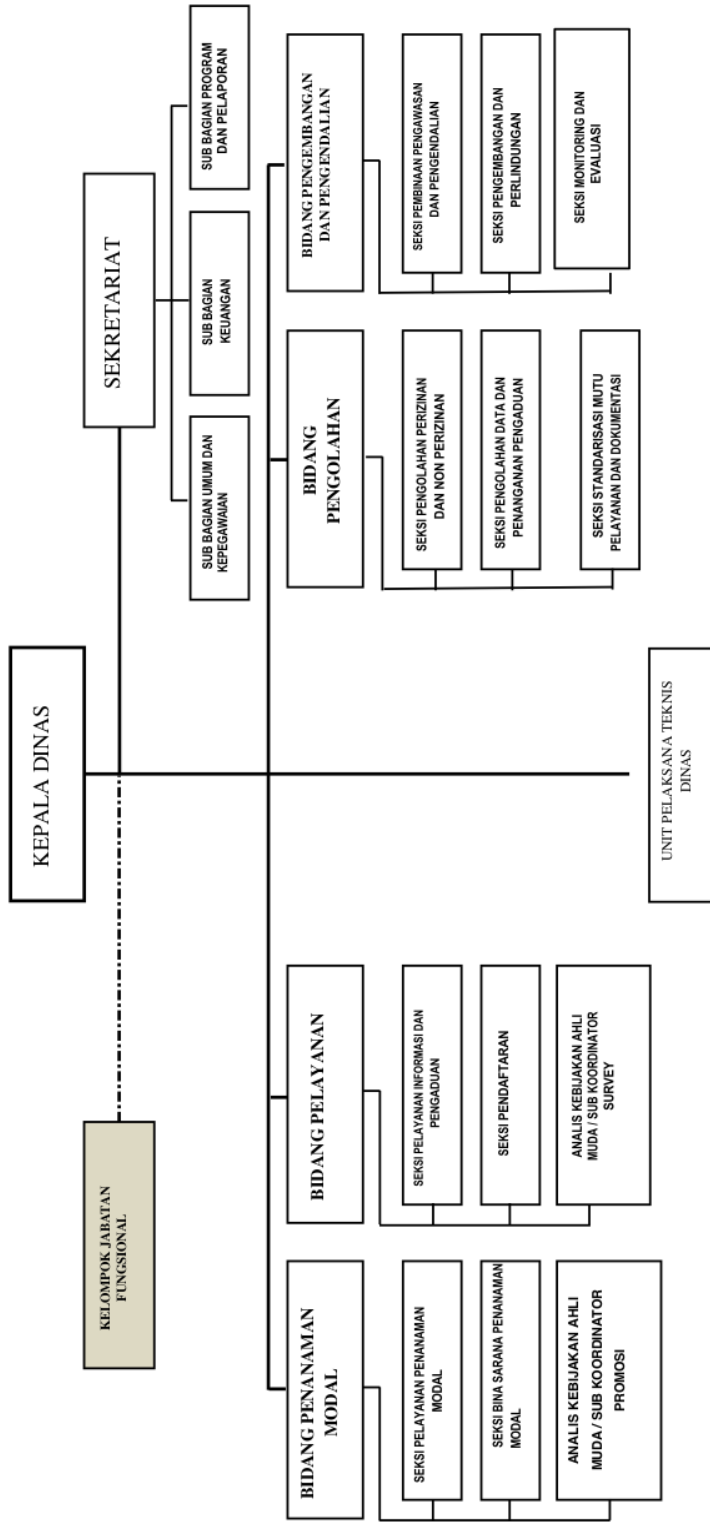 KEPALA DINAS
KELOMPOK JABATAN
FUNGSIONAL
SEKRETARIAT
SUB BAGIAN UMUM DAN
KEPEGAWAIAN
SUB BAGIAN
KEUANGAN
SUB BAGIAN PROGRAM
DAN PELAPORAN
BIDANG PENANAMAN
MODAL
SEKSI PELAYANAN PENANAMAN
MODAL
SEKSI BINA SARANA PENANAMAN
MODAL
ANALIS KEBIJAKAN AHLI
MUDA / SUB KOORDINATOR
PROMOSI
BIDANG PELAYANAN
SEKSI PELAYANAN INFORMASI DAN
PENGADUAN
SEKSI PENDAFTARAN
ANALIS KEBIJAKAN AHLI
MUDA / SUB KOORDINATOR
SURVEY
BIDANG
PENGOLAHAN
SEKSI PENGOLAHAN PERIZINAN
DAN NON PERIZINAN
SEKSI PENGOLAHAN DATA DAN
PENANGANAN PENGADUAN
SEKSI STANDARISASI MUTU
PELAYANAN DAN DOKUMENTASI
BIDANG PENGEMBANGAN
DAN PENGENDALIAN
SEKSI PEMBINAAN PENGAWASAN
DAN PENGENDALIAN
SEKSI PENGEMBANGAN DAN
PERLINDUNGAN
SEKSI MONITORING DAN
EVALUASI
UNIT PELAKSANA TEKNIS
DINAS